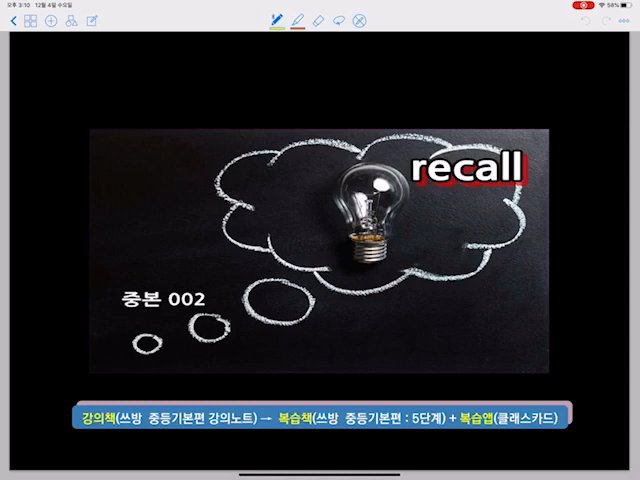 오후 3:10 12월 4일 수요일
58%
recall
중본 002
강의책(쓰방 중등기본편 강의노트) → 복습책(쓰방 중등기본편 : 5단계) + 복습앱(클래스카드)